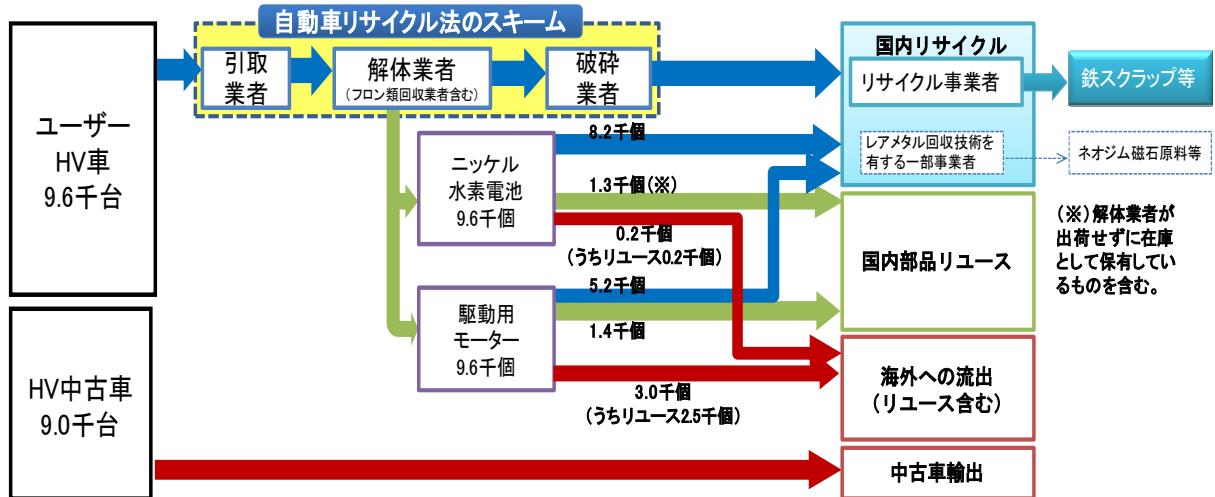 自動車リサイクル法のスキーム
ユーザー
HV車
9.6千台
引取
業者
解体業者
(フロン類回収業者含む)
破砕
業者
国内リサイクル
リサイクル事業者
鉄スクラップ等
レアメタル回収技術を
有する一部事業者
ネオジム磁石原料等
ニッケル
水素電池
9.6千個
8.2千個
1.3千個(※)
0.2千個
(うちリユース0.2千個)
国内部品リユース
(※)解体業者が
出荷せずに在庫
として保有してい
るものを含む。
駆動用
モーター
9.6千個
5.2千個
1.4千個
3.0千個
(うちリユース2.5千個)
海外への流出
(リユース含む)
HV中古車
9.0千台
中古車輸出